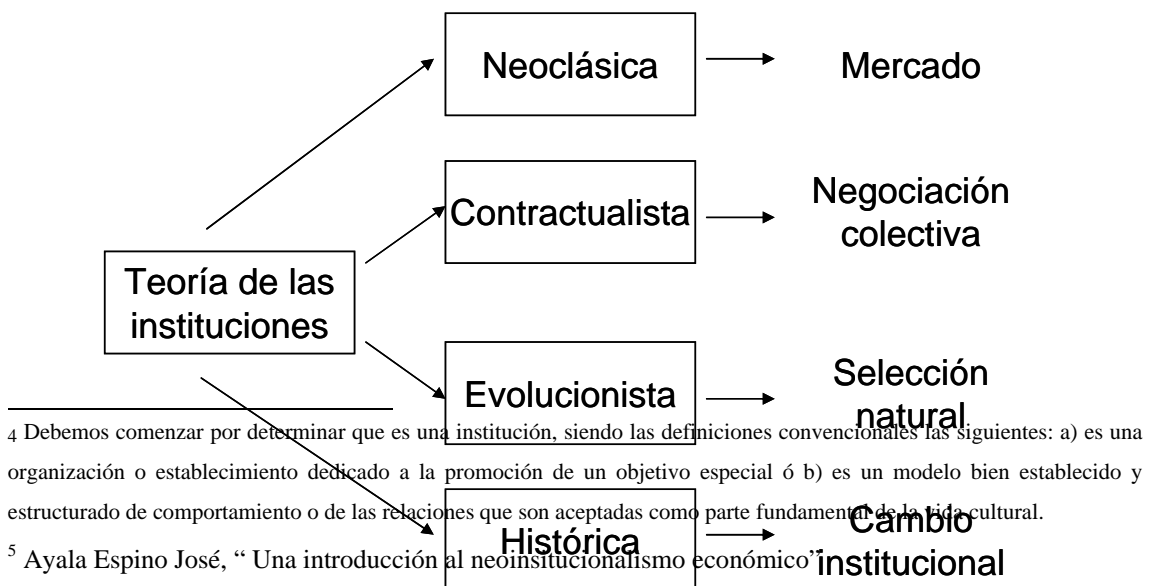 Neoclásica
Mercado
Contractualista
Negociación
colectiva
Teoría de las
instituciones
Evolucionista
Selección
natural
Histórica
Cambio
institucional
4 Debemos comenzar por determinar que es una institución, siendo las definiciones convencionales las siguientes: a) es una
organización o establecimiento dedicado a la promoción de un objetivo especial ó b) es un modelo bien establecido y
estructurado de comportamiento o de las relaciones que son aceptadas como parte fundamental de la vida cultural.
5 Ayala Espino José, “ Una introducción al neoinsitucionalismo económico”